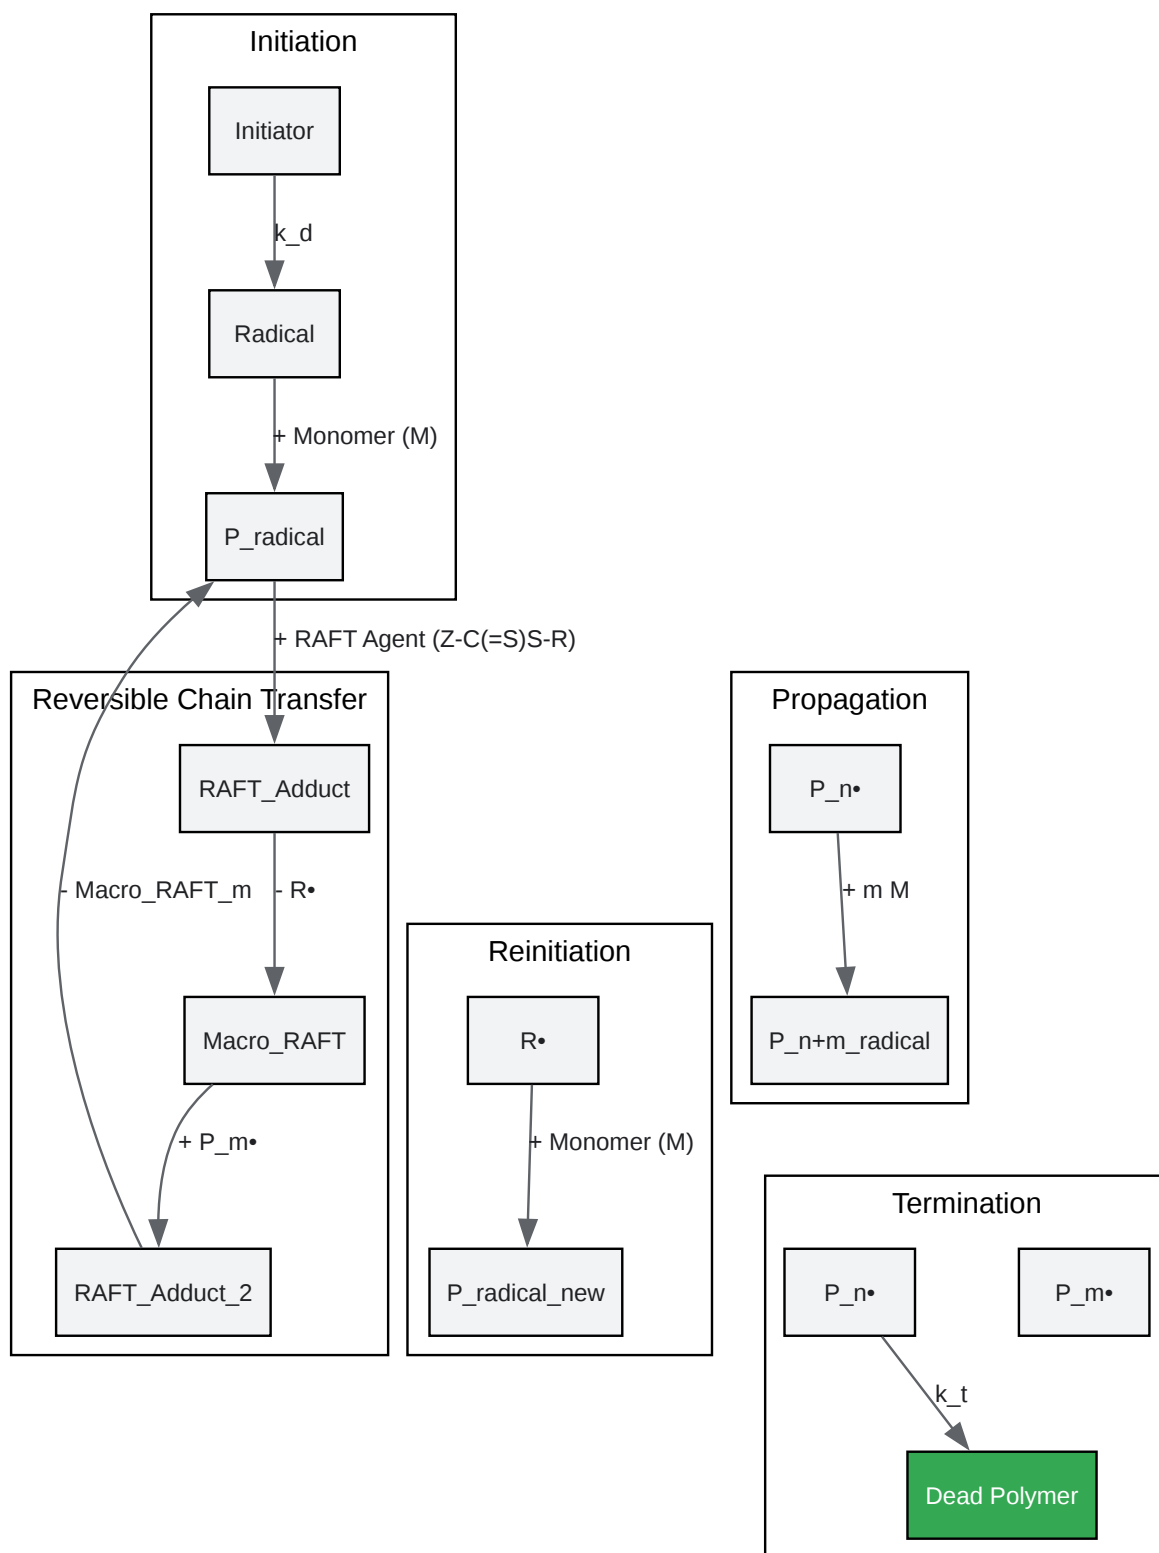 Initiation
Initiator
k_d
Radical
+ Monomer (M)
P_radical
+ RAFT Agent (Z-C(=S)S-R)
Reversible Chain Transfer
RAFT_Adduct
- Macro_RAFT_m
- R•
Macro_RAFT
+ P_m•
RAFT_Adduct_2
Reinitiation
R•
+ Monomer (M)
P_radical_new
Propagation
P_n•
+ m M
P_n+m_radical
Termination
P_n•
P_m•
k_t
Dead Polymer